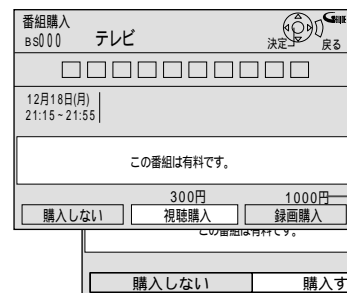 番組購入
BS000 テレビ
決定 戻る
□□□□□□□□□□
12月18日(月)
21:15~21:55
この番組は有料です。
300円 1000円
購入しない 視聴購入 録画購入
この番組は有料です。
購入しない 購入す